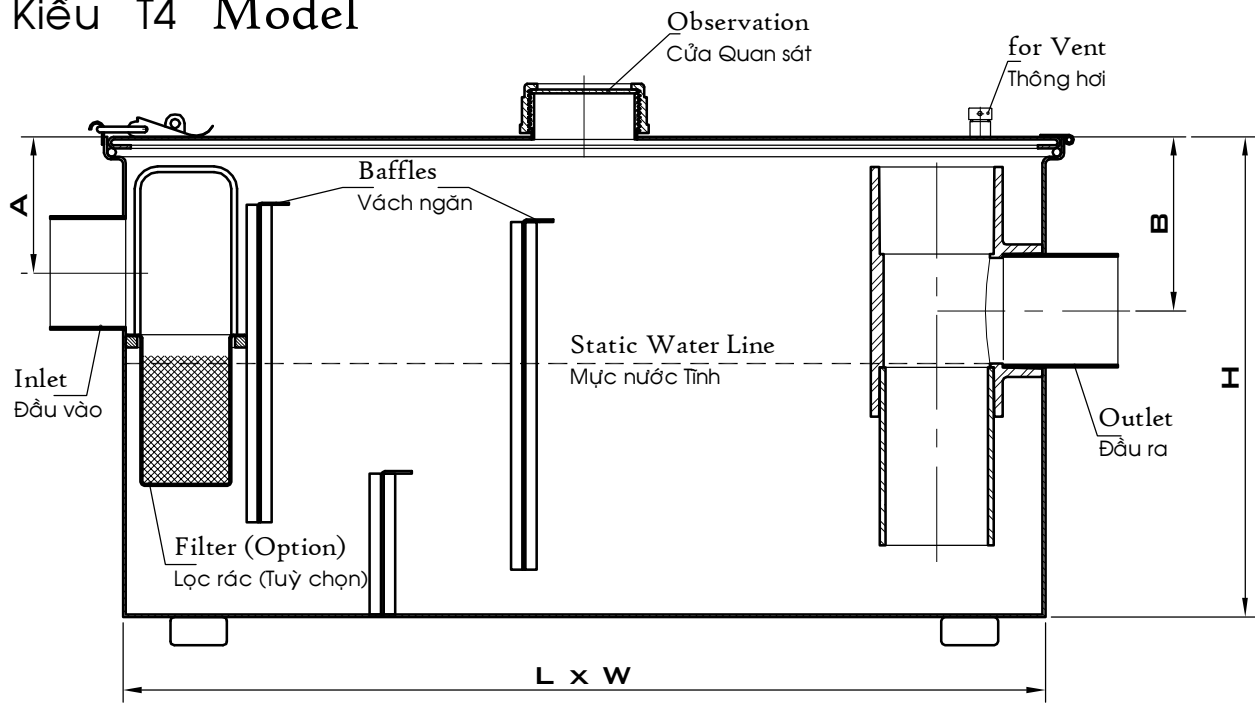 Kiểu T4 Model
Observation
Cửa Quan sát
for Vent
Thông hơi
Baffles
Vách ngăn
A
B
Static Water Line
Mực nước Tĩnh
H
Inlet
Đầu vào
Outlet
Đầu ra
Filter (Option)
Lọc rác (Tuỳ chọn)
L x W